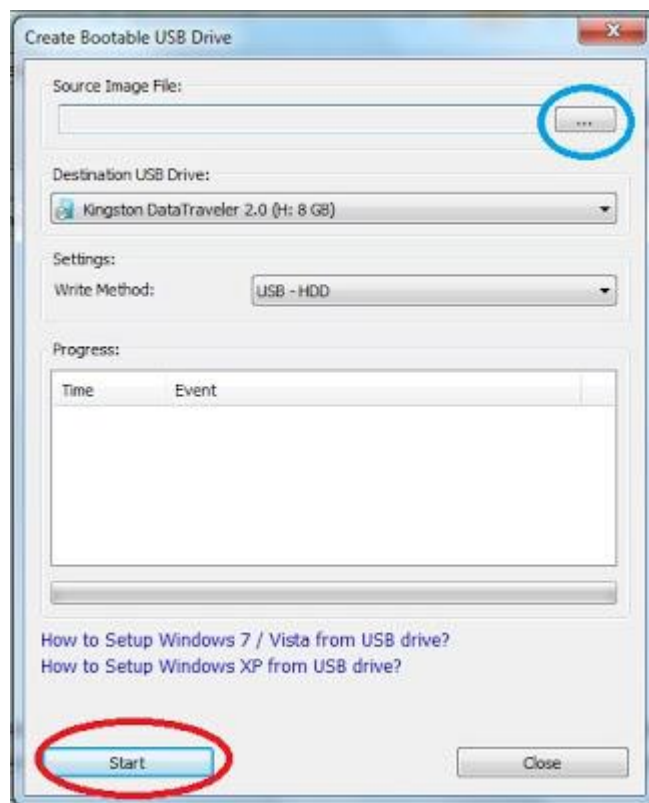 Create Bootable USB Drive
Source Image File:
...
Destination USB Drive:
Kingston DataTraveler 2.0 (H: 8 GB)
Settings:
Write Method: USB - HDD
Progress:
Time Event
How to Setup Windows 7 / Vista from USB drive?
How to Setup Windows XP from USB drive?
Start Close